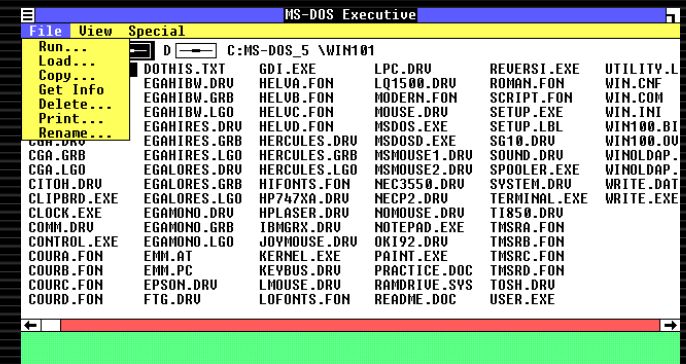 MS-DOS Executive
File View Special
Run...
Load...
Copy...
Get Info
Delete...
Print...
Rename...
D C:MS-DOS_5 \WIN101
DOTHIS.TXT GDI.EXE LPC.DRV REVERSI.EXE UTILITY.L
EGAHIBW.DRV HELVA.FON LQ1500.DRV ROMAN.FON WIN.CNF
EGAHIBW.GRB HELVB.FON MODERN.FON SCRIPT.FON WIN.COM
EGAHIBW.LGO HELVC.FON MOUSE.DRV SETUP.EXE WIN.INI
EGAHIRES.DRV HELVD.FON MSDOS.EXE SETUP.LBL WIN100.BI
CGA.DRV EGAHIRES.GRB HERCULES.DRV MSDOSD.EXE SG10.DRV WIN100.OV
CGA.GRB EGAHIRES.LGO HERCULES.GRB MSMOUSE1.DRV SOUND.DRV WINOLDAP.
CGA.LGO EGALORES.DRV HERCULES.LGO MSMOUSE2.DRV SPOOLER.EXE WINOLDAP.
CITOH.DRV EGALORES.GRB HIFONTS.FON NEC3550.DRV SYSTEM.DRV WRITE.DAT
CLIPBRD.EXE EGALORES.LGO HP747XA.DRV NECP2.DRV TERMINAL.EXE WRITE.EXE
CLOCK.EXE EGAMONO.DRV HPLASER.DRV NOMOUSE.DRV TI850.DRV
COMM.DRV EGAMONO.GRB IBMGRX.DRV NOTEPAD.EXE TMSRA.FON
CONTROL.EXE EGAMONO.LGO JOYMOUSE.DRV OKI92.DRV TMSRB.FON
COURA.FON EMM.AT KERNEL.EXE PAINT.EXE TMSRC.FON
COURB.FON EMM.PC KEYBUS.DRV PRACTICE.DOC TMSRD.FON
COURC.FON EPSON.DRV LMOUSE.DRV RAMDRIVE.SYS TOSH.DRV
COURD.FON FTG.DRV LOFONTS.FON README.DOC USER.EXE